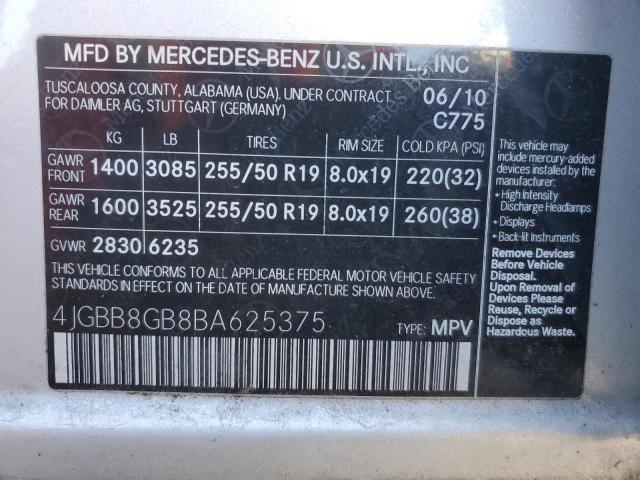 MFD BY MERCEDES-BENZ U.S. INTL., INC
TUSCALOOSA COUNTY, ALABAMA (USA). UNDER CONTRACT 06/10
FOR DAIMLER AG, STUTTGART (GERMANY) C775
KG LB TIRES RIM SIZE COLD KPA (PSI)
GAWR FRONT 1400 3085 255/50 R19 8.0x19 220(32)
GAWR REAR 1600 3525 255/50 R19 8.0x19 260(38)
GVWR 2830 6235
THIS VEHICLE CONFORMS TO ALL APPLICABLE FEDERAL MOTOR VEHICLE SAFETY
STANDARDS IN EFFECT ON THE DATE OF MANUFACTURE SHOWN ABOVE.
4JGBB8GB8BA625375 TYPE: MPV
This vehicle may
include mercury-added
devices installed by the
manufacturer:
• High Intensity
Discharge Headlamps
• Displays
• Back-lit Instruments
Remove Devices
Before Vehicle
Disposal.
Upon Removal of
Devices Please
Reuse, Recycle or
Dispose as
Hazardous Waste.